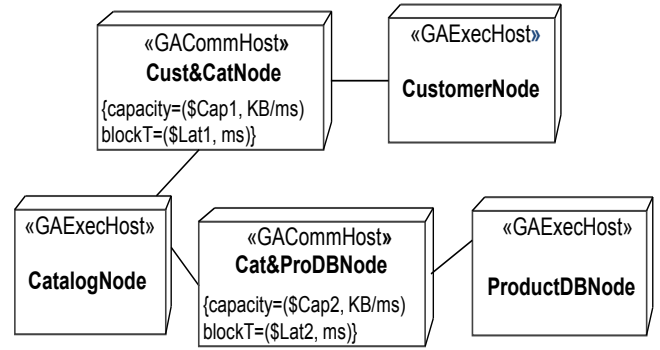 «GACommHost»
Cust&CatNode
{capacity=($Cap1, KB/ms)
blockT=($Lat1, ms)}
«GAExecHost»
CustomerNode
«GAExecHost»
CatalogNode
«GACommHost»
Cat&ProDBNode
{capacity=($Cap2, KB/ms)
blockT=($Lat2, ms)}
«GAExecHost»
ProductDBNode